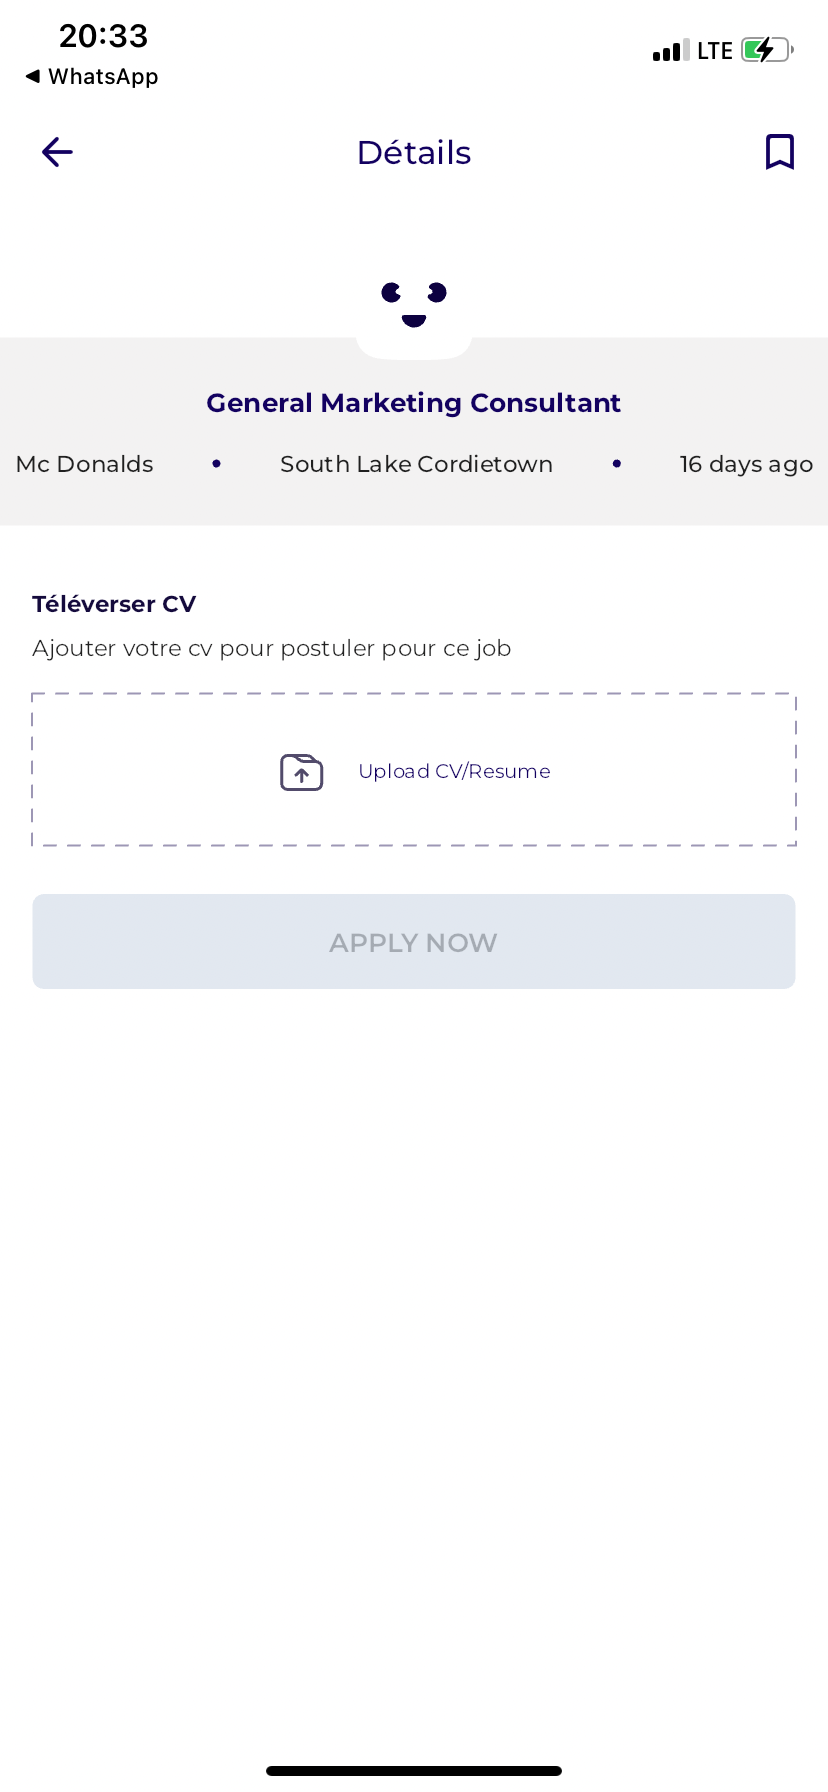 20:33
LTE
◀ WhatsApp
Détails
General Marketing Consultant
Mc Donalds • South Lake Cordietown • 16 days ago
Téléverser CV
Ajouter votre cv pour postuler pour ce job
Upload CV/Resume
APPLY NOW